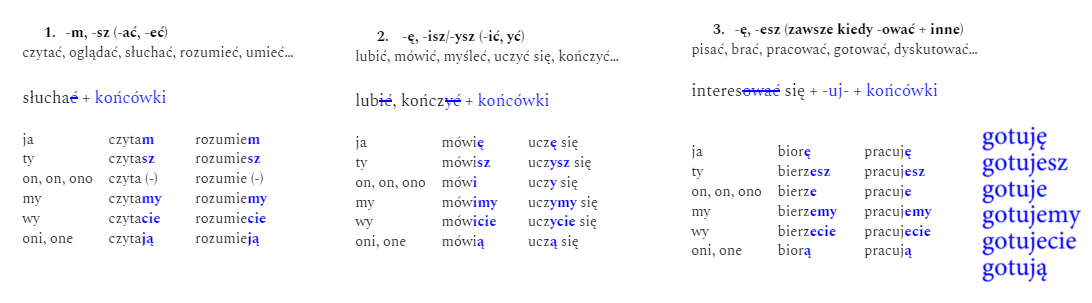 1. -m, -sz (-ać, -eć)
czytać, oglądać, słuchać, rozumieć, umieć...
słuchać + końcówki
ja czytam rozumiem
ty czytasz rozumiesz
on, on, ono czyta (-) rozumie (-)
my czytamy rozumiemy
wy czytacie rozumiecie
oni, one czytają rozumieją
2. -ę, -isz/-ysz (-ić, yć)
lubić, mówić, myśleć, uczyć się, kończyć...
lubić, kończyć + końcówki
ja mówię uczę się
ty mówisz uczysz się
on, on, ono mówi uczy się
my mówimy uczymy się
wy mówicie uczycie się
oni, one mówią uczą się
3. -ę, -esz (zawsze kiedy -ować + inne)
pisać, brać, pracować, gotować, dyskutować...
interesować się + -uj- + końcówki
ja biorę pracuję
ty bierzesz pracujesz
on, on, ono bierze pracuje
my bierzemy pracujemy
wy bierzecie pracujecie
oni, one biorą pracują
gotuję
gotujesz
gotuje
gotujemy
gotujecie
gotują